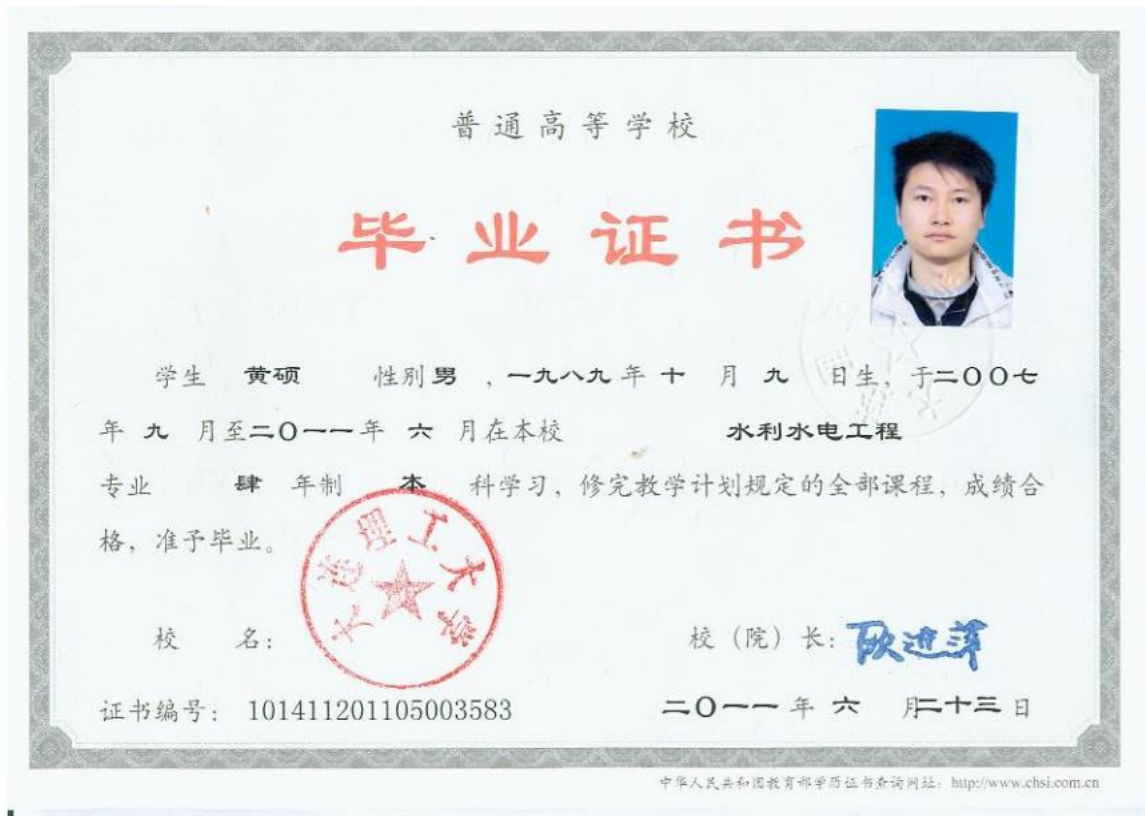 普通高等学校
毕业证书
学生 黄硕 性别 男 ，一九八九 年 十 月 九 日生，于二〇〇七
年 九 月至二〇一一年 六 月在本校 水利水电工程
专业 肆 年制 本 科学习，修完教学计划规定的全部课程，成绩合
格，准予毕业。
大连理工大学
校 名：
校（院）长：欧进萍
证书编号： 101411201105003583
二〇一一 年 六 月二十三 日
中华人民共和国教育部学历证书查询网址：http://www.chsi.com.cn